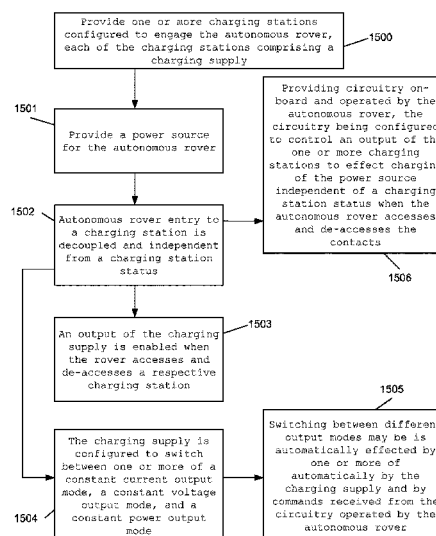 Provide one or more charging stations
configured to engage the autonomous rover,
each of the charging stations comprising a
charging supply
1500
1501
Provide a power source
for the autonomous rover
1502
Autonomous rover entry to
a charging station is
decoupled and independent
from a charging station
status
Providing circuitry on-
board and operated by the
autonomous rover, the
circuitry being configured
to control an output of the
one or more charging
stations to effect charging
of the power source
independent of a charging
station status when the
autonomous rover accesses
and de-accesses the
contacts
1506
An output of the charging
supply is enabled when
the rover accesses and
de-accesses a respective
charging station
1503
The charging supply is
configured to switch
between one or more of a
constant current output
mode, a constant voltage
output mode, and a
constant power output
mode
1504
1505
Switching between different
output modes may be is
automatically effected by
one or more of
automatically by the
charging supply and by
commands received from the
circuitry operated by the
autonomous rover